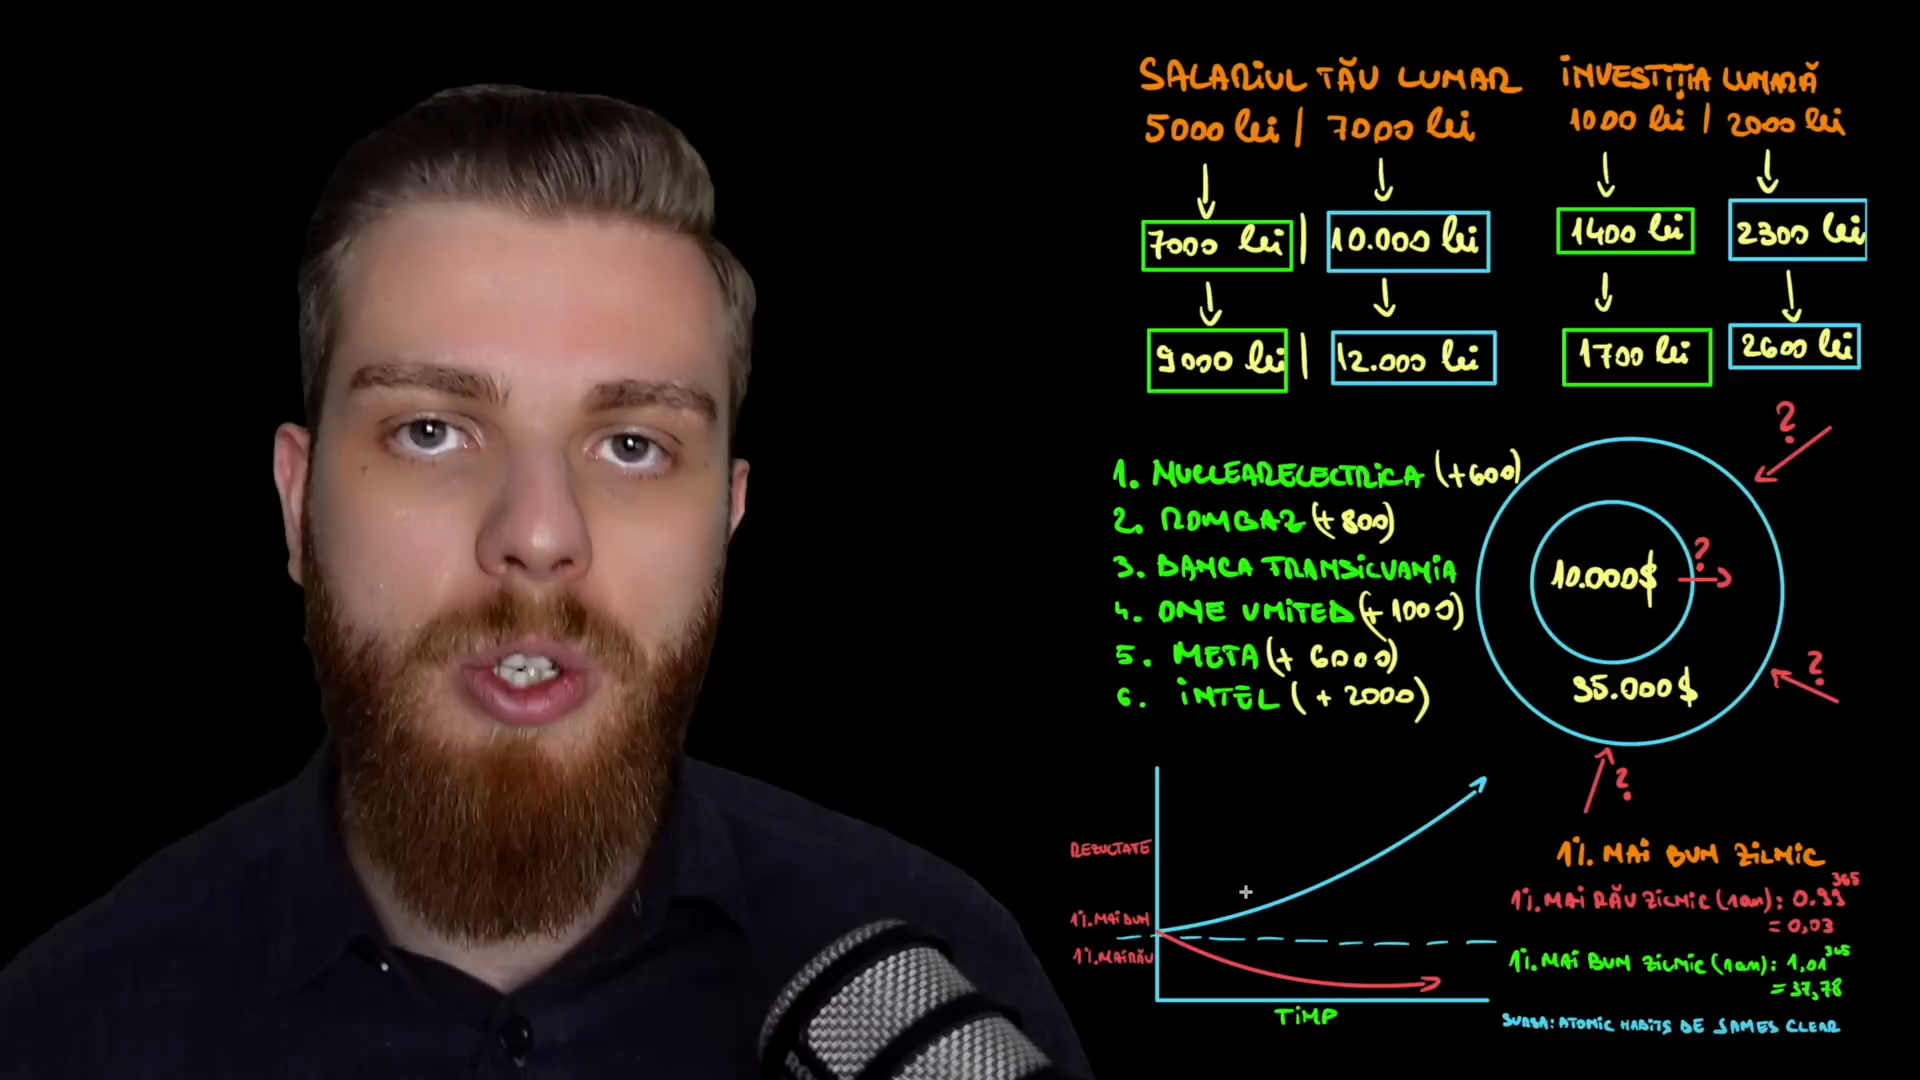 SALARIUL TĂU LUNAR
5000 lei | 7000 lei
7000 lei | 10.000 lei
9000 lei | 12.000 lei
INVESTIȚIA LUNARĂ
1000 lei | 2000 lei
1400 lei
2300 lei
1700 lei
2600 lei
1. NUCLEARELECTRICA (+600)
2. ROMGAZ (+800)
3. BANCA TRANSILVANIA
4. ONE UNITED (+1000)
5. META (+6000)
6. INTEL (+2000)
?
10.000$
?
35.000$
?
?
REZULTATE
1%. MAI BUN
1%. MAI RĂU
TIMP
1%. MAI BUN ZILNIC
1%. MAI RĂU ZILNIC (1 an): 0.99^365
= 0,03
1%. MAI BUN ZILNIC (1 an): 1,01^365
= 37,78
SURSA: ATOMIC HABITS DE JAMES CLEAR